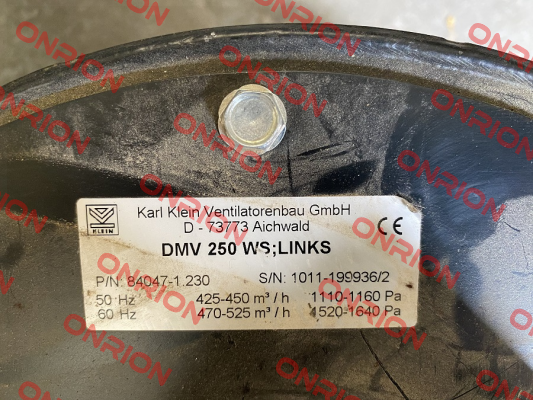 Karl Klein Ventilatorenbau GmbH
D - 73773 Aichwald
KLEIN
CE
DMV 250 WS;LINKS
P/N: 84047-1.230 S/N: 1011-199936/2
50 Hz 425-450 m³ / h 1110-1160 Pa
60 Hz 470-525 m³ / h 1520-1640 Pa
ONRION